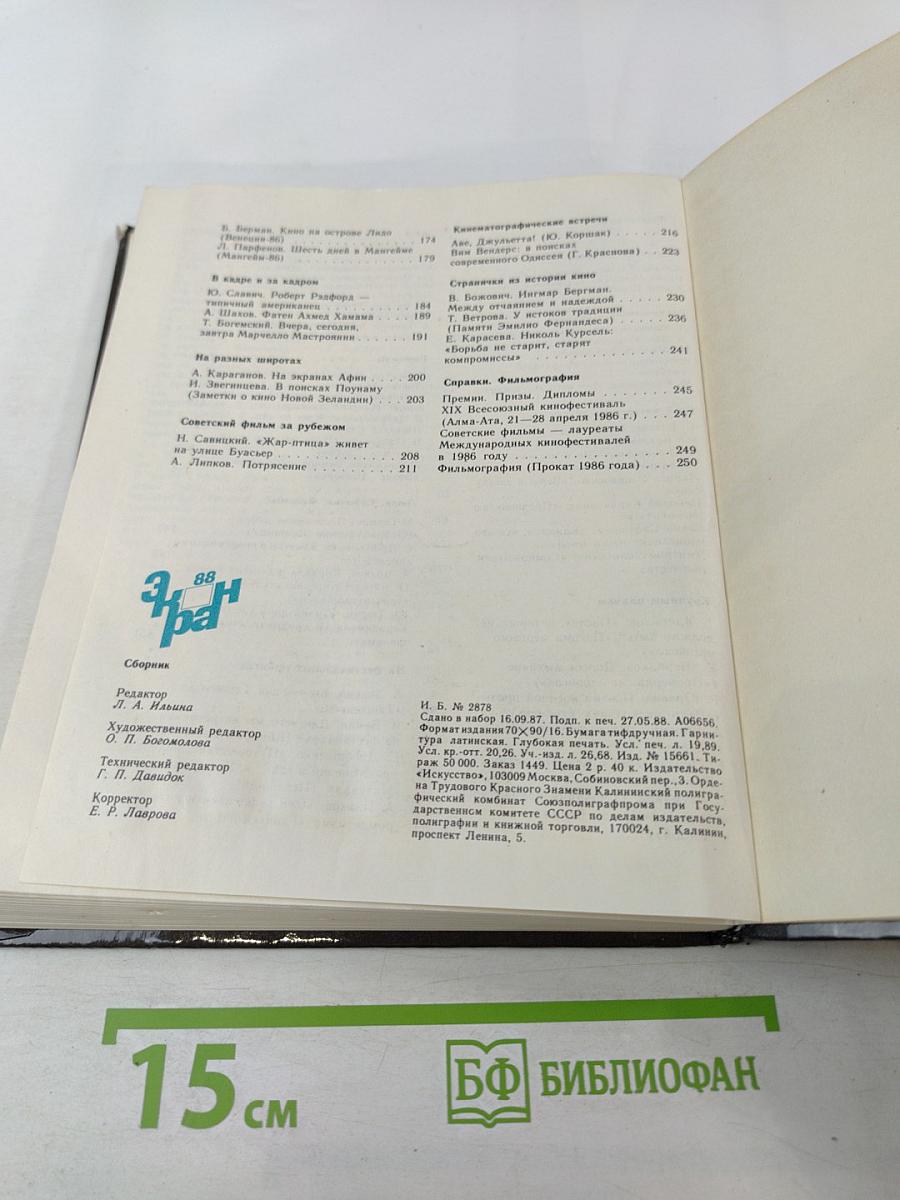 Б. Берман. Кино на острове Лидо
(Венеция-86) . . . . . . . . . . . . . . 174
Л. Парфенов. Шесть дней в Мангейме
(Мангейм-86) . . . . . . . . . . . . . . 179
В кадре и за кадром
Ю. Славич. Роберт Рэдфорд —
типичный американец . . . . . . . . . . 184
А. Шахов. Фатен Ахмед Хамама . . . . 189
Т. Богемский. Вчера, сегодня,
завтра Марчелло Мастроянни . . . . . . 191
На разных широтах
А. Караганов. На экранах Афин . . . . 200
И. Звегинцева. В поисках Поунаму
(Заметки о кино Новой Зеландии) . . . 203
Советский фильм за рубежом
Н. Савицкий. «Жар-птица» живет
на улице Буасьер . . . . . . . . . . . . . 208
А. Липков. Потрясение . . . . . . . . . 211
Кинематографические встречи
Аве, Джульетта! (Ю. Коршак) . . . . . 216
Вим Вендерс: в поисках
современного Одиссея (Г. Краснова) . . 223
Странички из истории кино
В. Божович. Ингмар Бергман.
Между отчаянием и надеждой . . . . . 230
Т. Ветрова. У истоков традиции
(Памяти Эмилио Фернандеса) . . . . . 236
Е. Карасева. Николь Курсель:
«Борьба не старит, старят
компромиссы» . . . . . . . . . . . . . . 241
Справки. Фильмография
Премии. Призы. Дипломы . . . . . . . 245
XIX Всесоюзный кинофестиваль
(Алма-Ата, 21—28 апреля 1986 г.) . . . 247
Советские фильмы — лауреаты
Международных кинофестивалей
в 1986 году . . . . . . . . . . . . . . . . 249
Фильмография (Прокат 1986 года) . . . 250
экран 88
Сборник
Редактор
Л. А. Ильина
Художественный редактор
О. П. Богомолова
Технический редактор
Г. П. Давидок
Корректор
Е. Р. Лаврова
И. Б. № 2878
Сдано в набор 16.09.87. Подп. к печ. 27.05.88. А06656.
Формат издания 70×90/16. Бумага тифдручная. Гарни-
тура латинская. Глубокая печать. Усл. печ. л. 19,89.
Усл. кр.-отт. 20,26. Уч.-изд. л. 26,68. Изд. № 15661. Ти-
раж 50 000. Заказ 1449. Цена 2 р. 40 к. Издательство
«Искусство», 103009 Москва, Собиновский пер., 3. Орде-
на Трудового Красного Знамени Калининский полигра-
фический комбинат Союзполиграфпрома при Госу-
дарственном комитете СССР по делам издательств,
полиграфии и книжной торговли, 170024, г. Калинин,
проспект Ленина, 5.
15 см
БФ БИБЛИОФАН